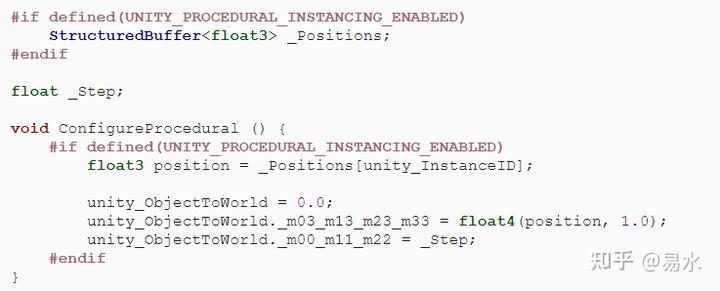 #if defined(UNITY_PROCEDURAL_INSTANCING_ENABLED)
    StructuredBuffer<float3> _Positions;
#endif

float _Step;

void ConfigureProcedural () {
    #if defined(UNITY_PROCEDURAL_INSTANCING_ENABLED)
        float3 position = _Positions[unity_InstanceID];

        unity_ObjectToWorld = 0.0;
        unity_ObjectToWorld._m03_m13_m23_m33 = float4(position, 1.0);
        unity_ObjectToWorld._m00_m11_m22 = _Step;
    #endif
}
知乎 @易水